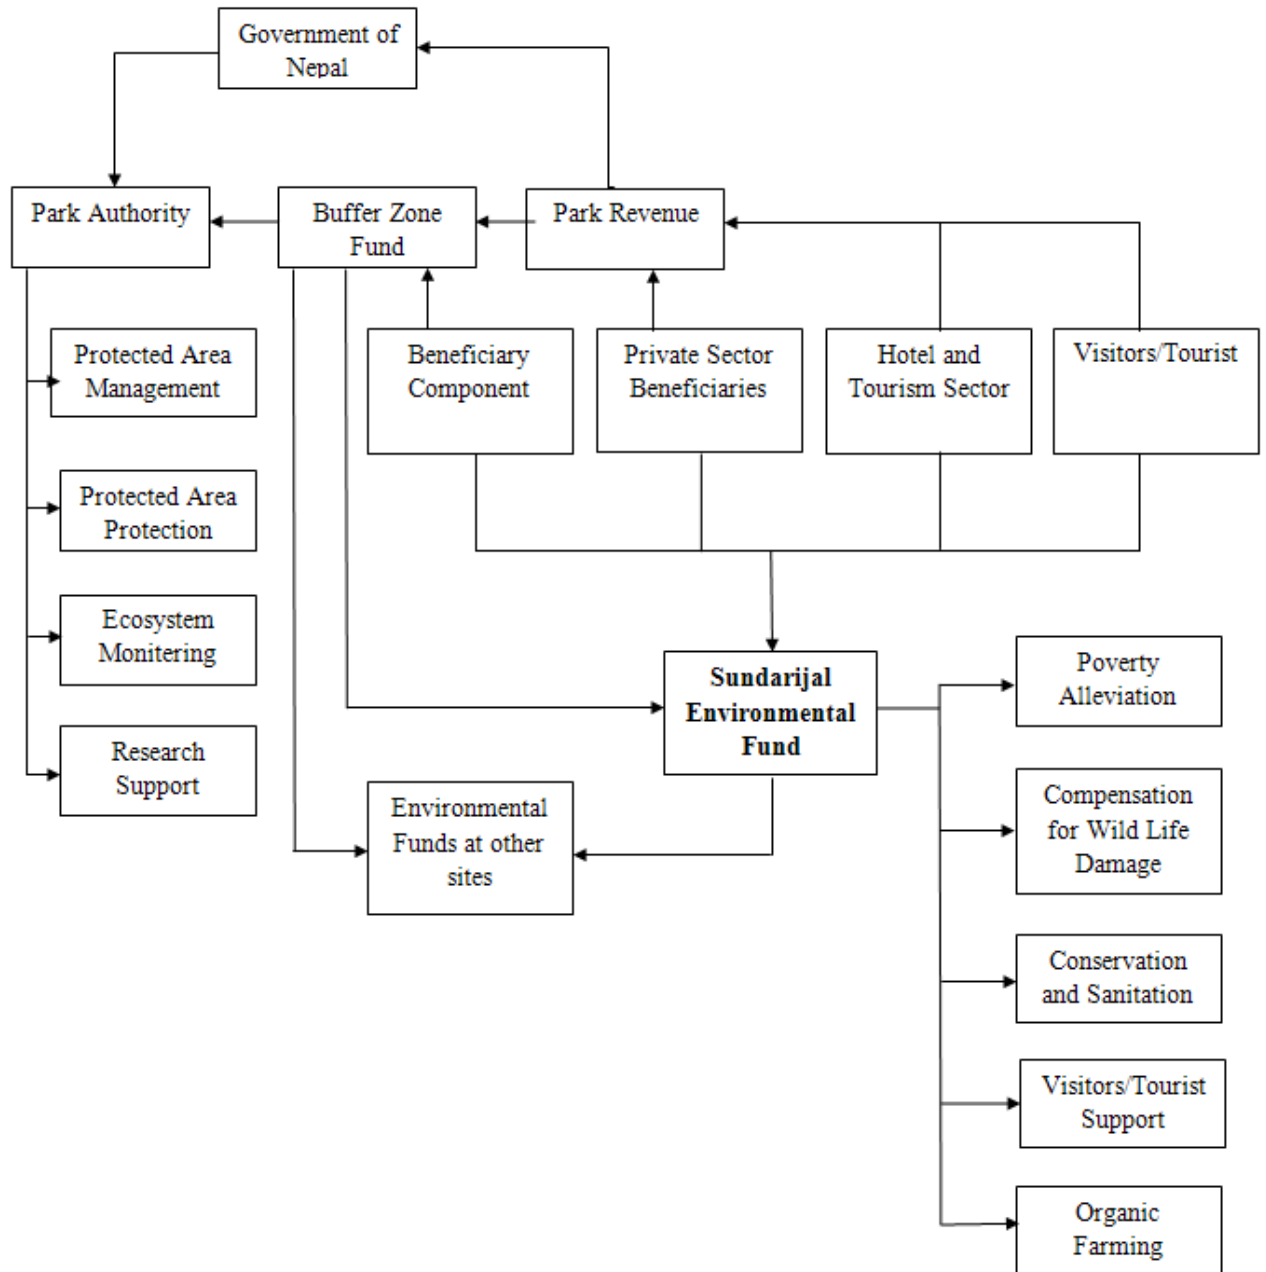 Government of
Nepal
Park Authority
Buffer Zone
Fund
Park Revenue
Protected Area
Management
Beneficiary
Component
Private Sector
Beneficiaries
Hotel and
Tourism Sector
Visitors/Tourist
Protected Area
Protection
Ecosystem
Monitering
Research
Support
Sundarijal
Environmental
Fund
Environmental
Funds at other
sites
Poverty
Alleviation
Compensation
for Wild Life
Damage
Conservation
and Sanitation
Visitors/Tourist
Support
Organic
Farming